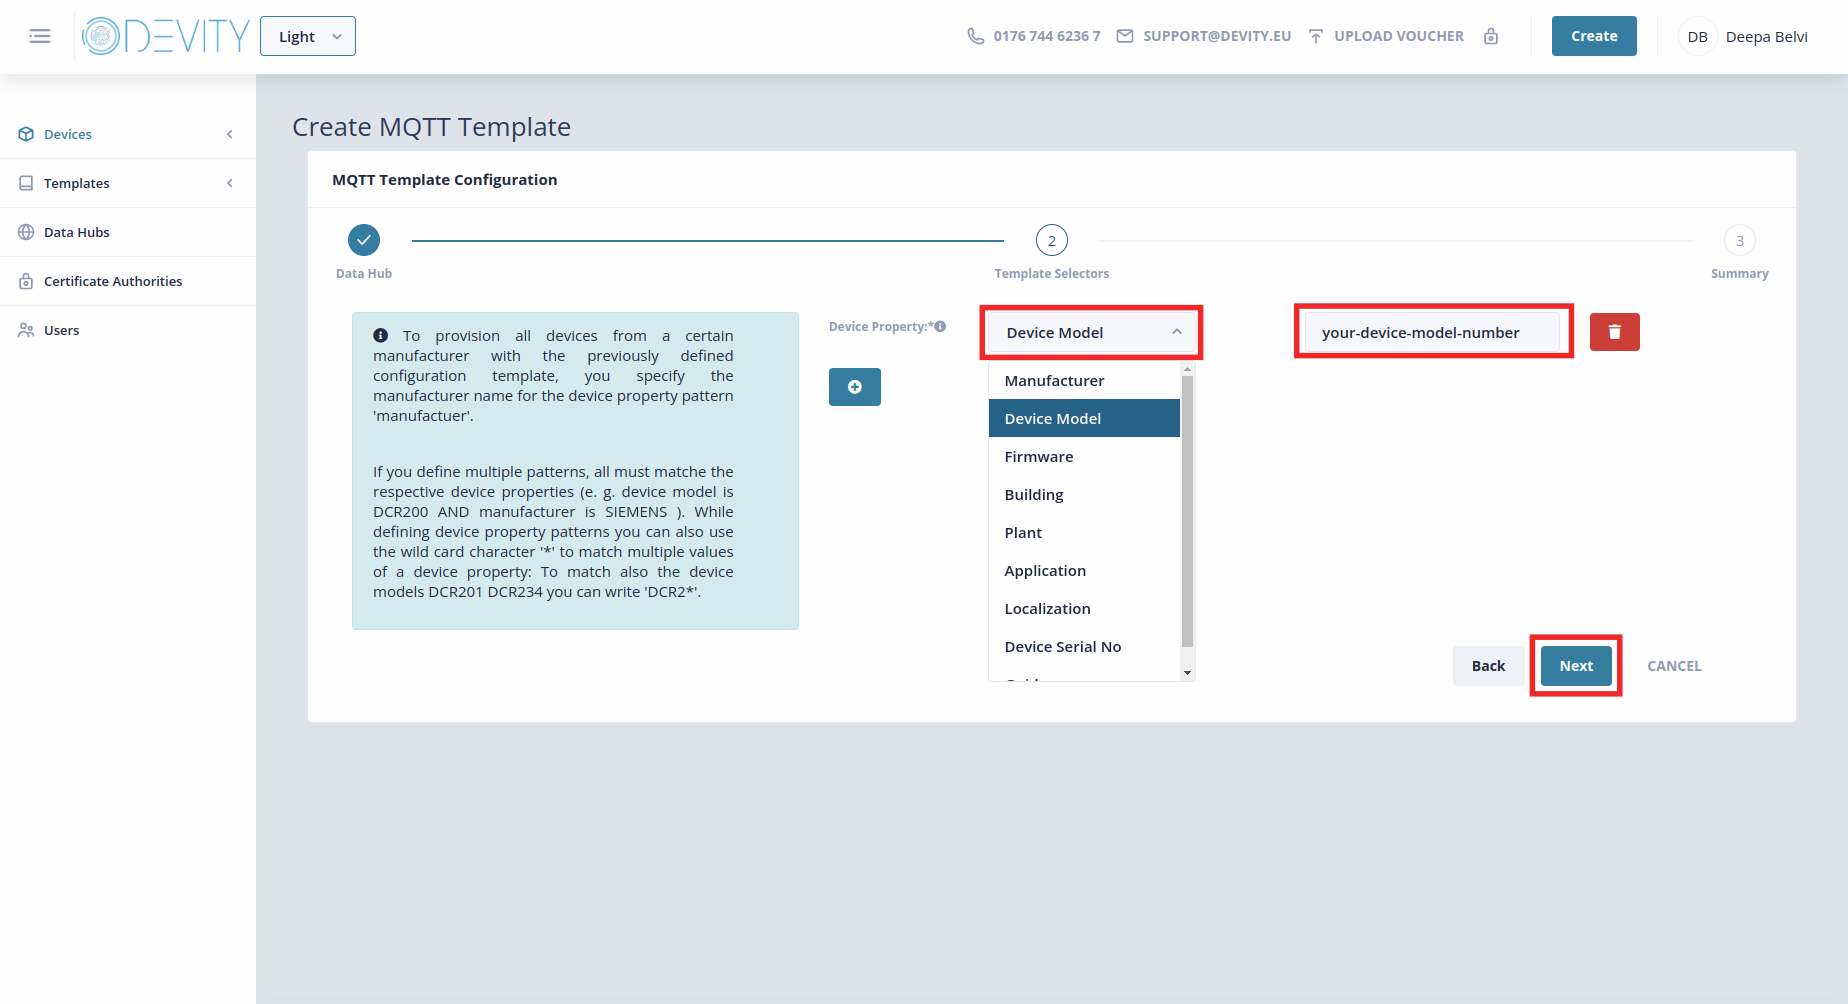 DEVITY
Light
0176 744 6236 7
SUPPORT@DEVITY.EU
UPLOAD VOUCHER
Create
DB
Deepa Belvi
Devices
Templates
Data Hubs
Certificate Authorities
Users
Create MQTT Template
MQTT Template Configuration
2
3
Data Hub
Template Selectors
Summary
To provision all devices from a certain
manufacturer with the previously defined
configuration template, you specify the
manufacturer name for the device property pattern
'manufactuer'.
If you define multiple patterns, all must matche the
respective device properties (e. g. device model is
DCR200 AND manufacturer is SIEMENS ). While
defining device property patterns you can also use
the wild card character '*' to match multiple values
of a device property: To match also the device
models DCR201 DCR234 you can write 'DCR2*'.
Device Property:*
Device Model
your-device-model-number
Manufacturer
Device Model
Firmware
Building
Plant
Application
Localization
Device Serial No
Back
Next
CANCEL